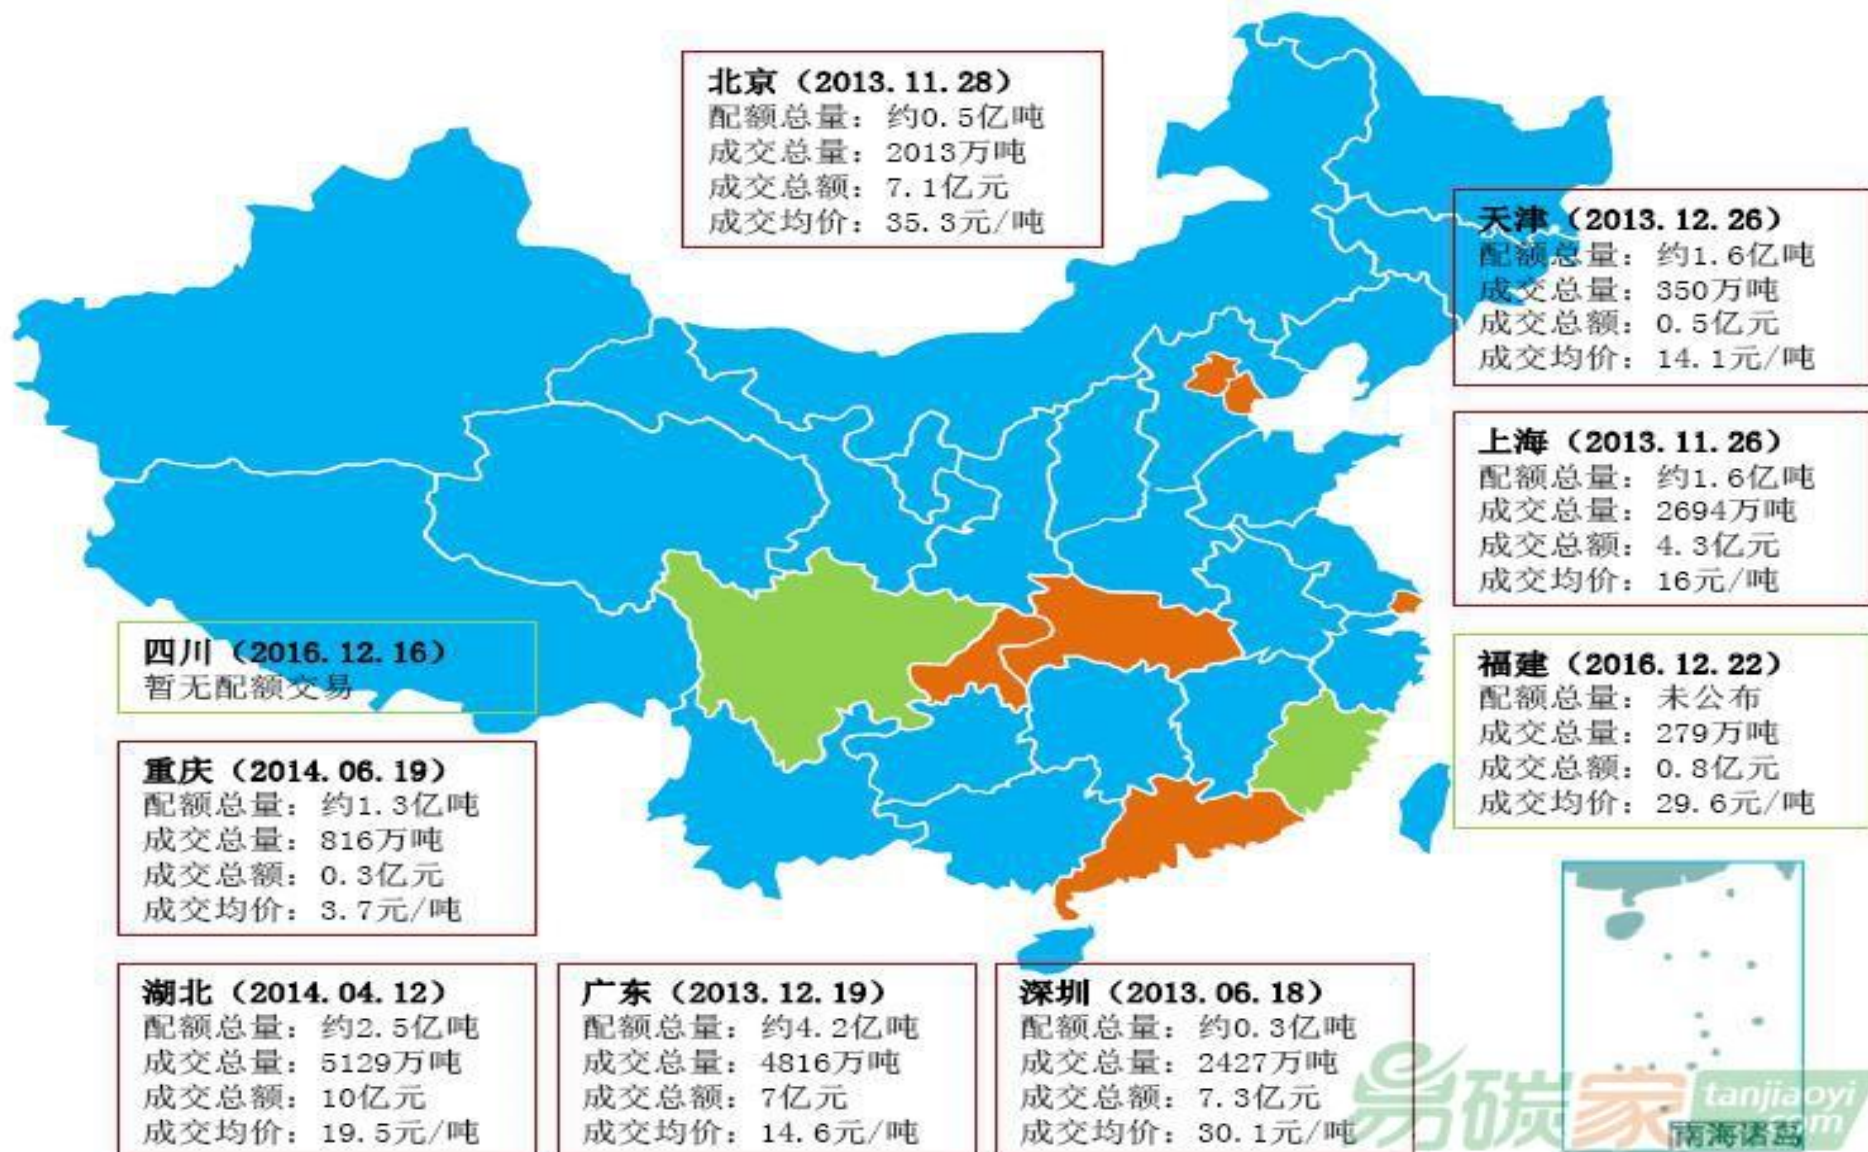 北京（2013.11.28）
配额总量：约0.5亿吨
成交总量：2013万吨
成交总额：7.1亿元
成交均价：35.3元/吨
天津（2013.12.26）
配额总量：约1.6亿吨
成交总量：350万吨
成交总额：0.5亿元
成交均价：14.1元/吨
上海（2013.11.26）
配额总量：约1.6亿吨
成交总量：2694万吨
成交总额：4.3亿元
成交均价：16元/吨
四川（2016.12.16）
暂无配额交易
福建（2016.12.22）
配额总量：未公布
成交总量：279万吨
成交总额：0.8亿元
成交均价：29.6元/吨
重庆（2014.06.19）
配额总量：约1.3亿吨
成交总量：816万吨
成交总额：0.3亿元
成交均价：3.7元/吨
湖北（2014.04.12）
配额总量：约2.5亿吨
成交总量：5129万吨
成交总额：10亿元
成交均价：19.5元/吨
广东（2013.12.19）
配额总量：约4.2亿吨
成交总量：4816万吨
成交总额：7亿元
成交均价：14.6元/吨
深圳（2013.06.18）
配额总量：约0.3亿吨
成交总量：2427万吨
成交总额：7.3亿元
成交均价：30.1元/吨
易碳家
tanjiaoyi
.com
南海诸岛